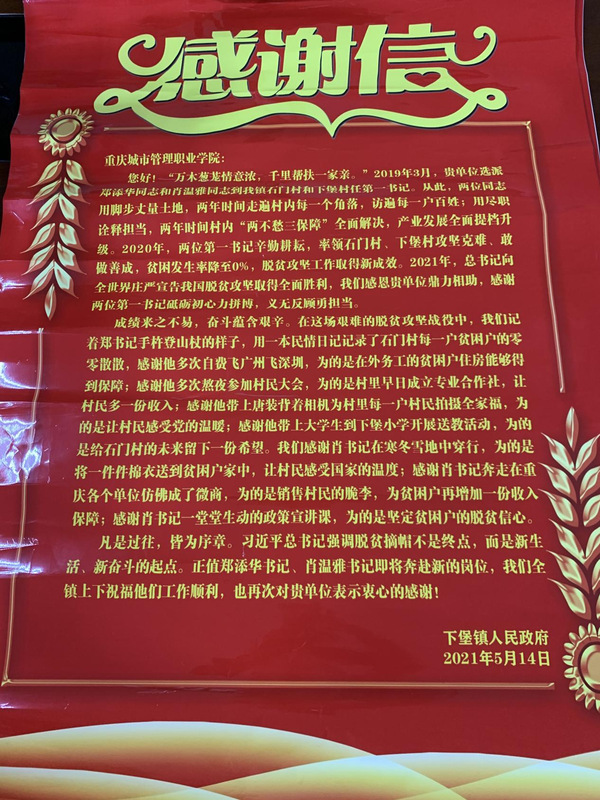 感谢信
重庆城市管理职业学院：
您好！“万木葱茏情意浓，千里帮扶一家亲。”2019年3月，贵单位选派
郑添华同志和肖温雅同志到我镇石门村和下堡村任第一书记。从此，两位同志
用脚步丈量土地，两年时间走遍村内每一个角落，访遍每一户百姓；用尽职
诠释担当，两年时间村内“两不愁三保障”全面解决，产业发展全面提档升
级。2020年，两位第一书记辛勤耕耘，率领石门村、下堡村攻坚克难、敢
做善成，贫困发生率降至0%，脱贫攻坚工作取得新成效。2021年，总书记向
全世界庄严宣告我国脱贫攻坚取得全面胜利，我们感恩贵单位鼎力相助，感谢
两位第一书记砥砺初心力拼搏，义无反顾勇担当。
成绩来之不易，奋斗蕴含艰辛。在这场艰难的脱贫攻坚战役中，我们记
着郑书记手杵登山杖的样子，用一本民情日记记录了石门村每一户贫困户的零
零散散，感谢他多次自费飞广州飞深圳，为的是在外务工的贫困户住房能够得
到保障；感谢他多次熬夜参加村民大会，为的是村里早日成立专业合作社，让
村民多一份收入；感谢他带上唐装背着相机为村里每一户村民拍摄全家福，为
的是让村民感受党的温暖；感谢他带上大学生到下堡小学开展送教活动，为的
是给石门村的未来留下一份希望。我们感谢肖书记在寒冬雪地中穿行，为的是
将一件件棉衣送到贫困户家中，让村民感受国家的温度；感谢肖书记奔走在重
庆各个单位仿佛成了微商，为的是销售村民的脆李，为贫困户再增加一份收入
保障；感谢肖书记一堂堂生动的政策宣讲课，为的是坚定贫困户的脱贫信心。
凡是过往，皆为序章。习近平总书记强调脱贫摘帽不是终点，而是新生
活、新奋斗的起点。正值郑添华书记、肖温雅书记即将奔赴新的岗位，我们全
镇上下祝福他们工作顺利，也再次对贵单位表示衷心的感谢！
下堡镇人民政府
2021年5月14日